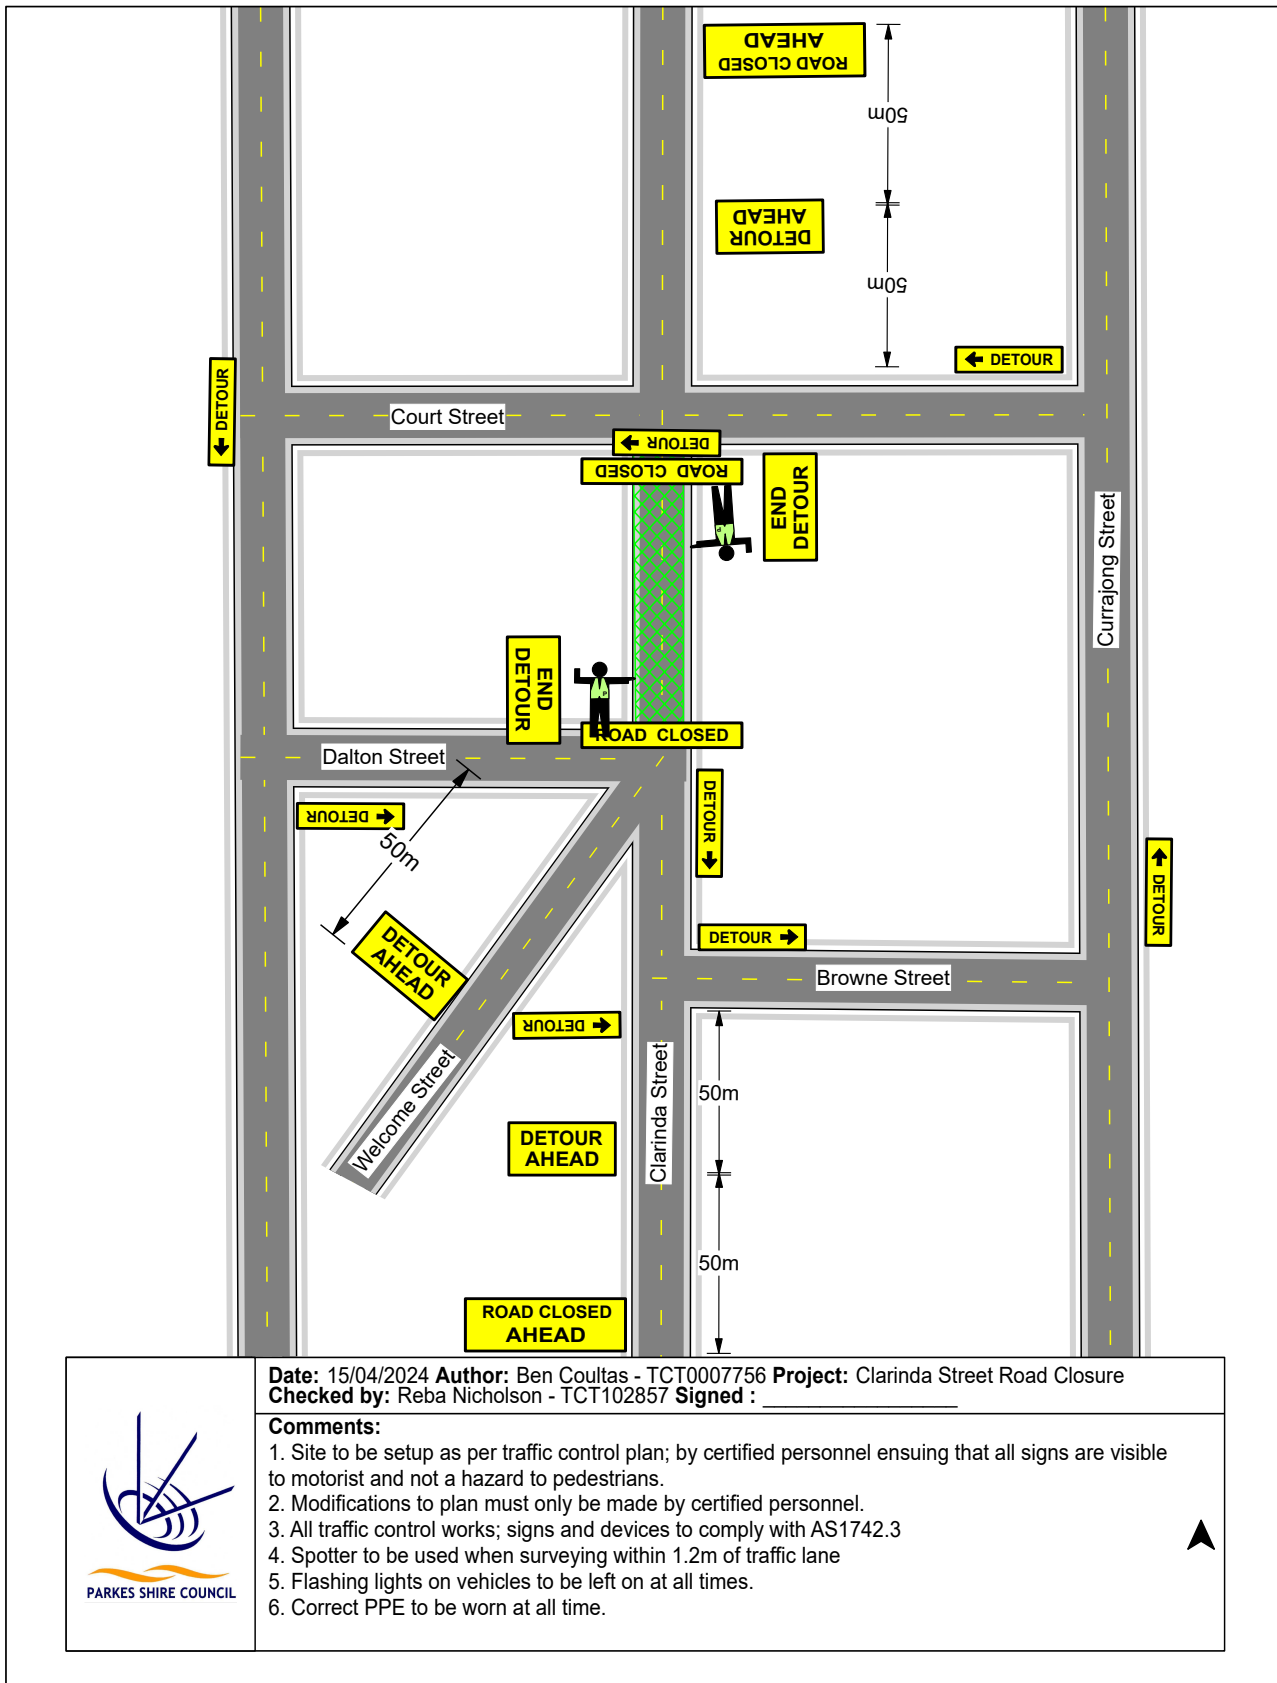 ROAD CLOSED
AHEAD
50m
DETOUR
AHEAD
50m
DETOUR
DETOUR
Court Street
DETOUR
ROAD CLOSED
END
DETOUR
P
Currajong Street
END
DETOUR
P
ROAD CLOSED
Dalton Street
DETOUR
DETOUR
50m
DETOUR
DETOUR
AHEAD
DETOUR
Browne Street
DETOUR
Welcome Street
Clarinda Street
50m
DETOUR
AHEAD
50m
ROAD CLOSED
AHEAD
Date: 15/04/2024 Author: Ben Coultas - TCT0007756 Project: Clarinda Street Road Closure
Checked by: Reba Nicholson - TCT102857 Signed : __________________
Comments:
1. Site to be setup as per traffic control plan; by certified personnel ensuing that all signs are visible
to motorist and not a hazard to pedestrians.
2. Modifications to plan must only be made by certified personnel.
3. All traffic control works; signs and devices to comply with AS1742.3
4. Spotter to be used when surveying within 1.2m of traffic lane
5. Flashing lights on vehicles to be left on at all times.
6. Correct PPE to be worn at all time.
PARKES SHIRE COUNCIL